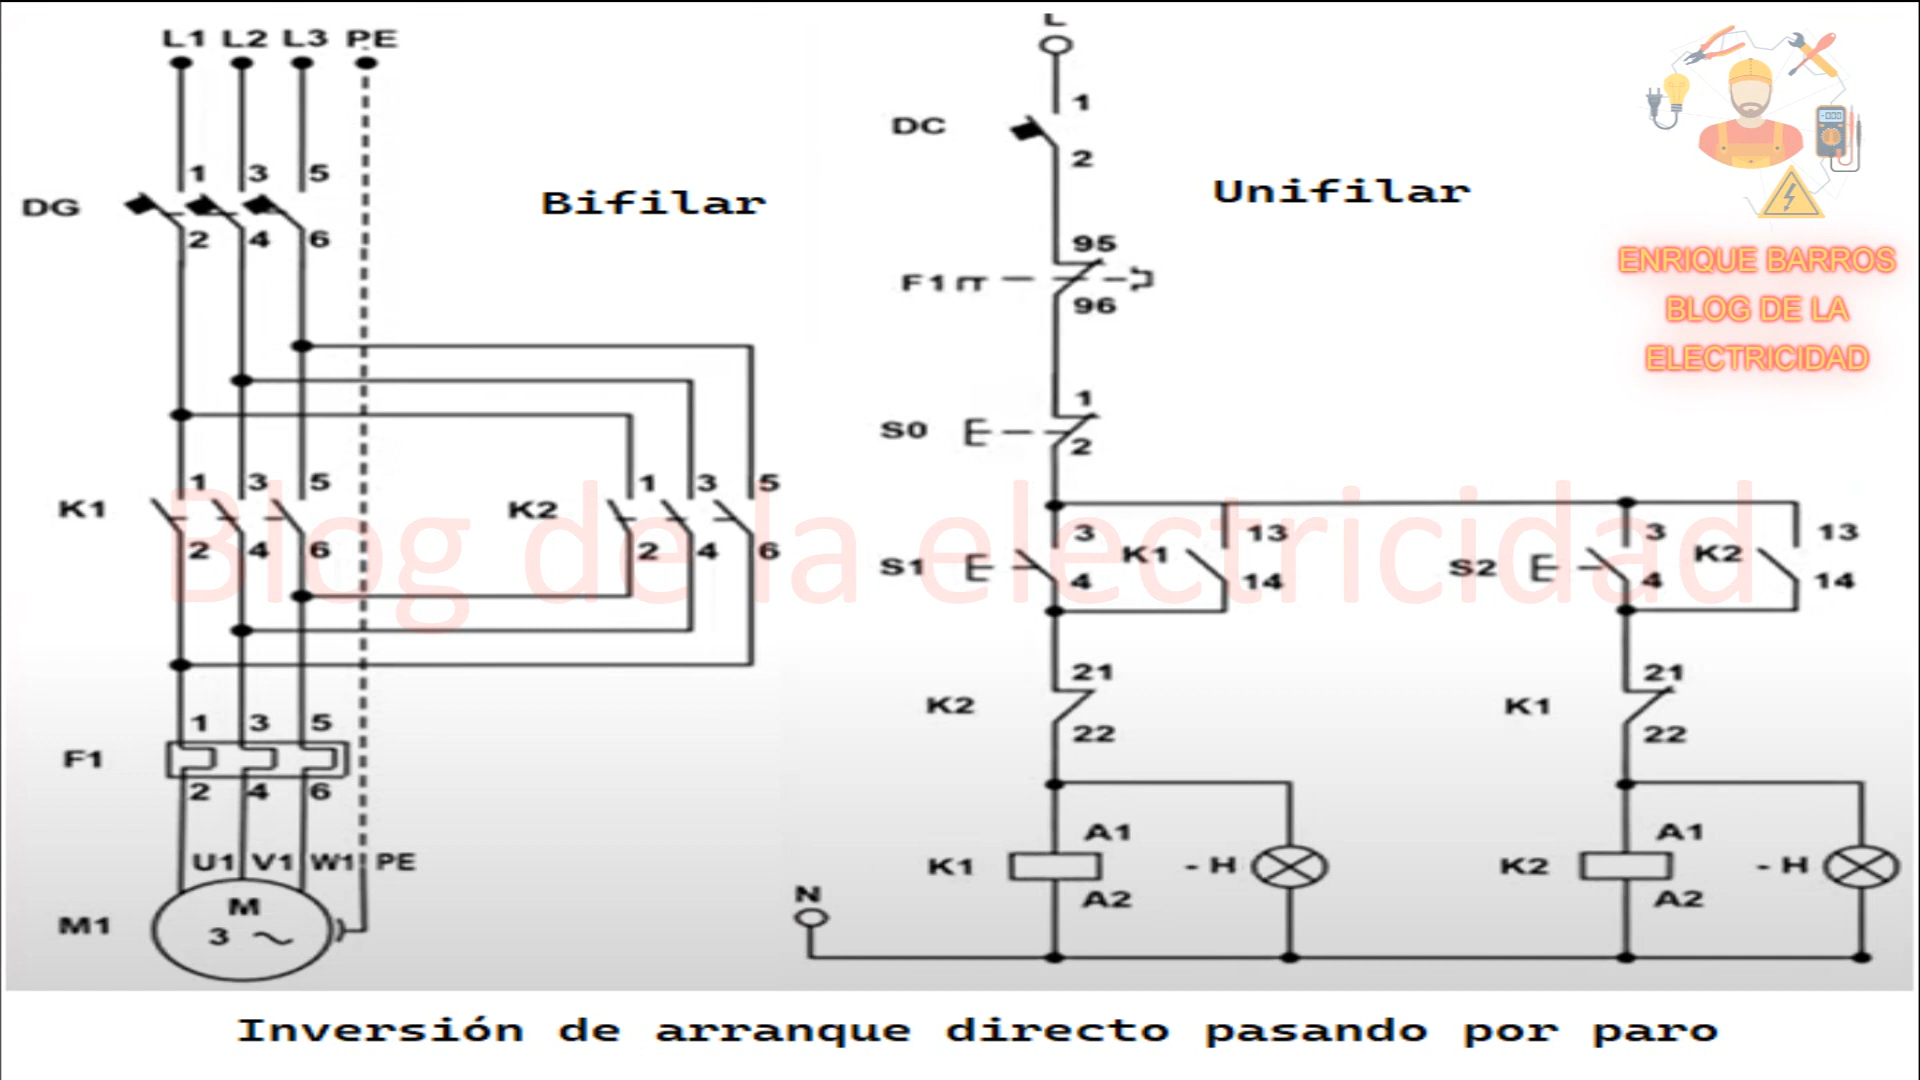 L1 L2 L3 PE
1 3 5
DG
2 4 6
Bifilar
1 3 5
K1
2 4 6
1 3 5
K2
2 4 6
1 3 5
F1
2 4 6
U1 V1 W1 PE
M1
M
3 ~
L
1
DC
2
Unifilar
95
F1
96
1
S0
2
3
S1
4
13
K1
14
3
S2
4
13
K2
14
21
K2
22
21
K1
22
A1
K1
A2
- H
A1
K2
A2
- H
N
ENRIQUE BARROS
BLOG DE LA
ELECTRICIDAD
Blog de la electricidad
Inversión de arranque directo pasando por paro